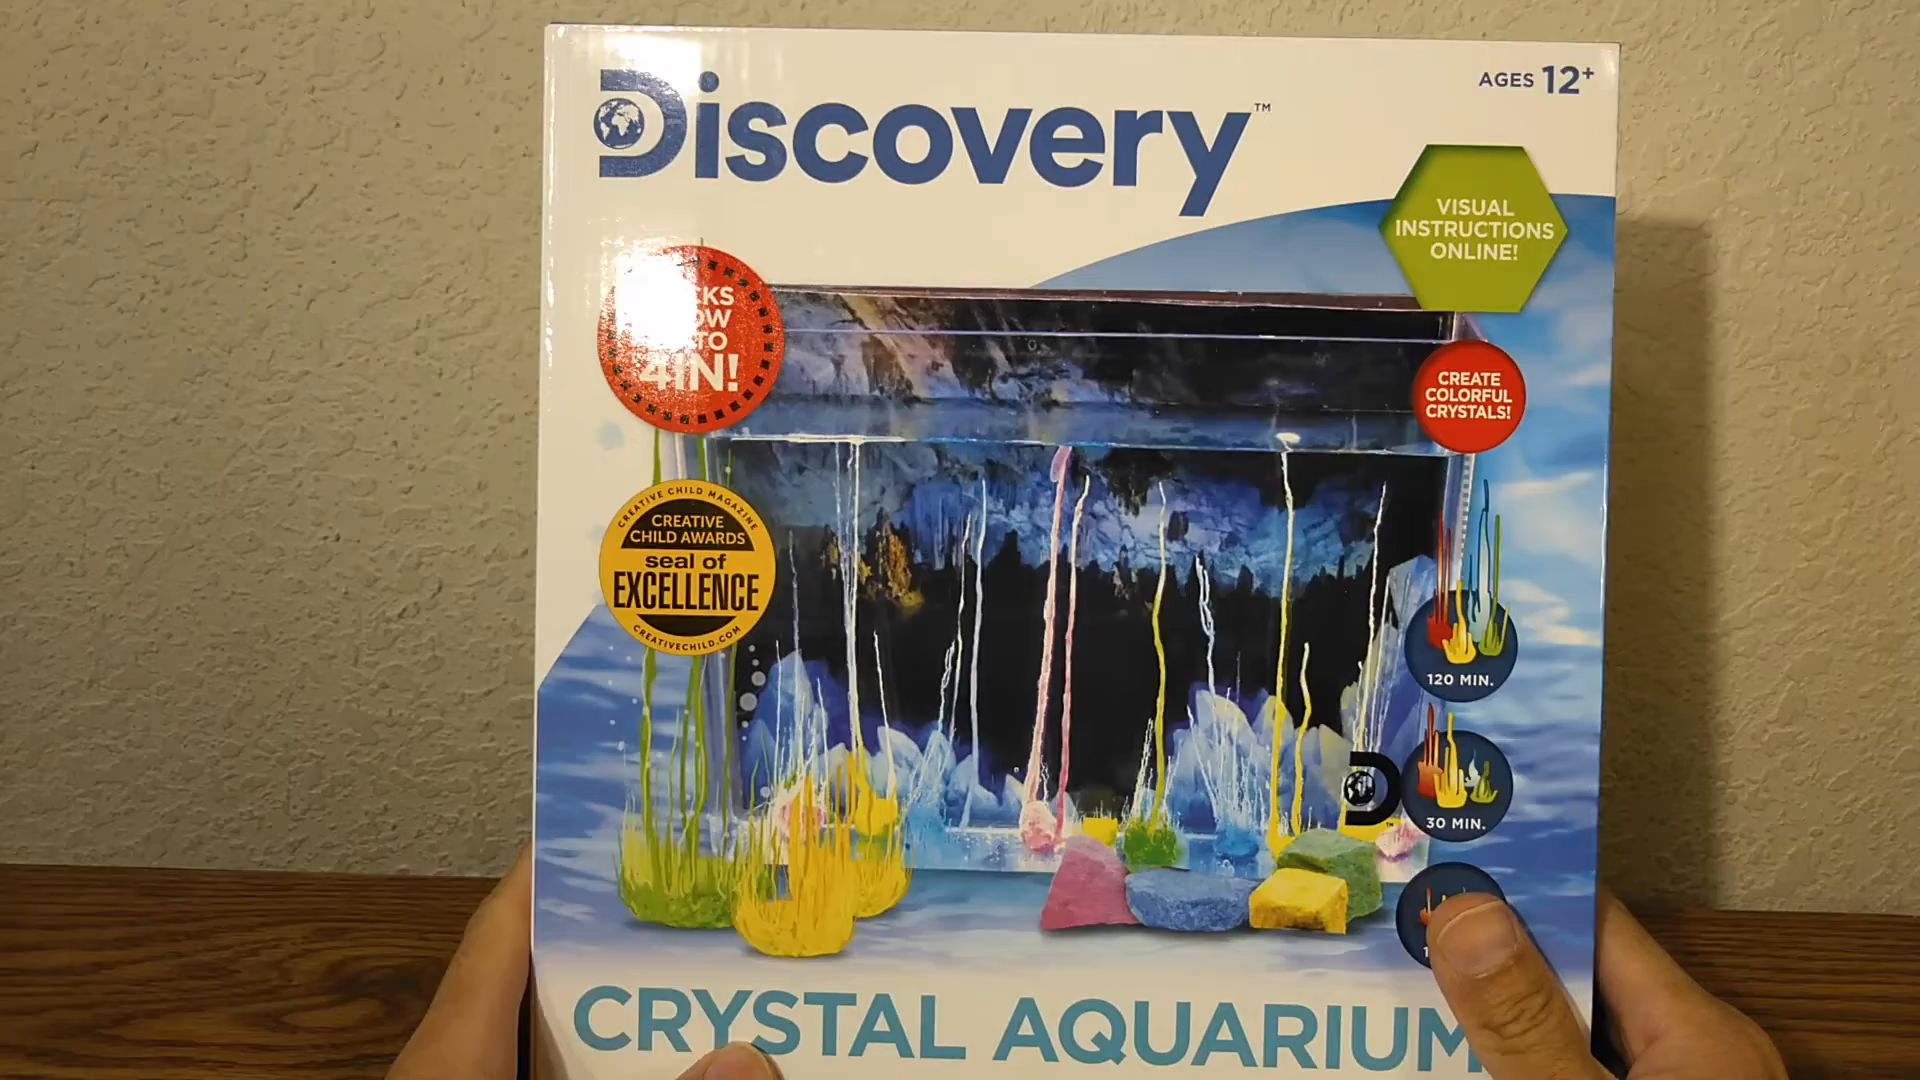 Discovery™
AGES 12+
VISUAL
INSTRUCTIONS
ONLINE!
TO
4IN!
CREATE
COLORFUL
CRYSTALS!
CREATIVE CHILD MAGAZINE
CREATIVE
CHILD AWARDS
seal of
EXCELLENCE
CREATIVECHILD.COM
120 MIN.
30 MIN.
CRYSTAL AQUARIUM